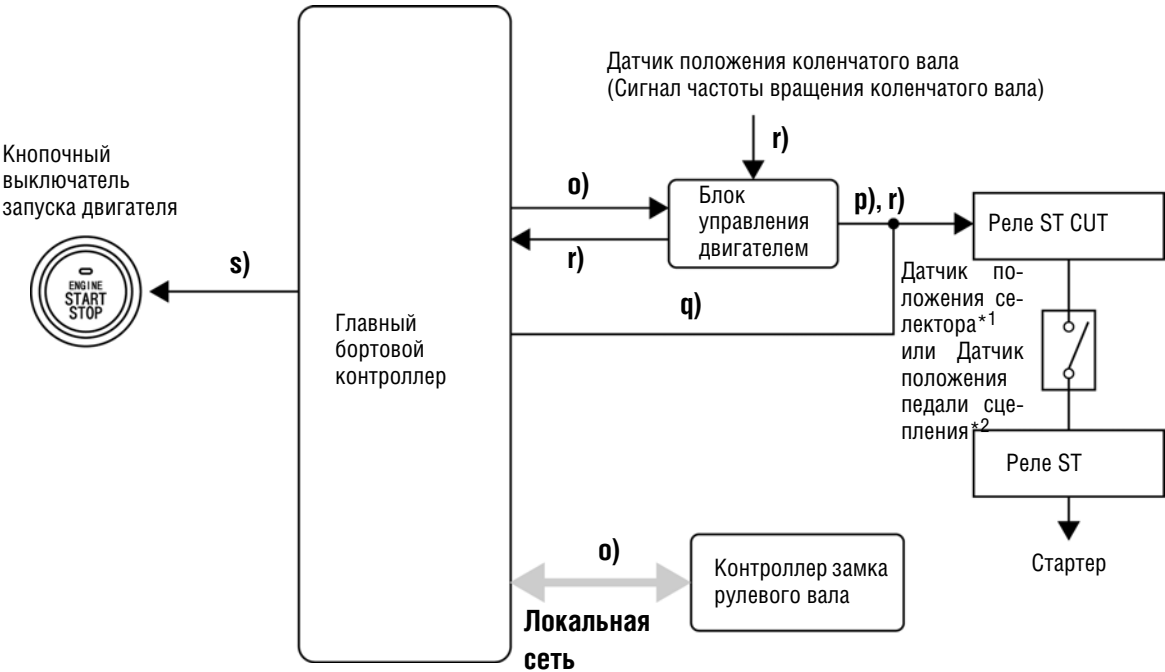 Датчик положения коленчатого вала
(Сигнал частоты вращения коленчатого вала)
r)
Кнопочный
выключатель
запуска двигателя
ENGINE
START
STOP
s)
Главный
бортовой
контроллер
o)
r)
q)
Блок
управления
двигателем
p), r)
Реле ST CUT
Датчик по-
ложения се-
лектора*1
или Датчик
положения
педали сце-
пления*2
Реле ST
Стартер
o)
Локальная
сеть
Контроллер замка
рулевого вала